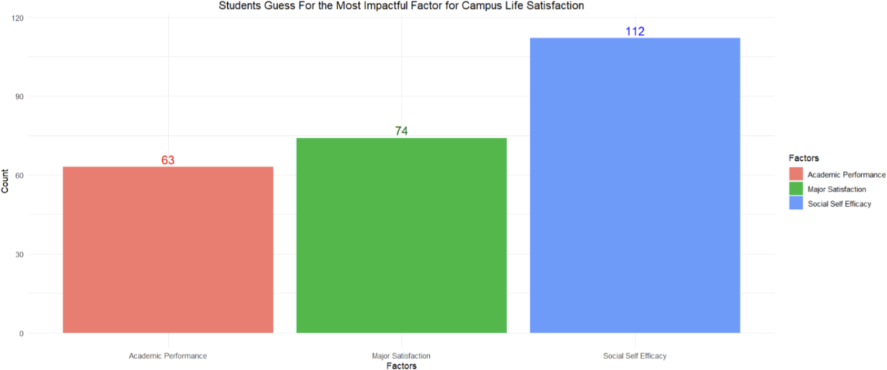 Students Guess For the Most Impactful Factor for Campus Life Satisfaction
120
90
60
30
0
Count
63
74
112
Academic Performance
Major Satisfaction
Social Self Efficacy
Factors
Factors
Academic Performance
Major Satisfaction
Social Self Efficacy